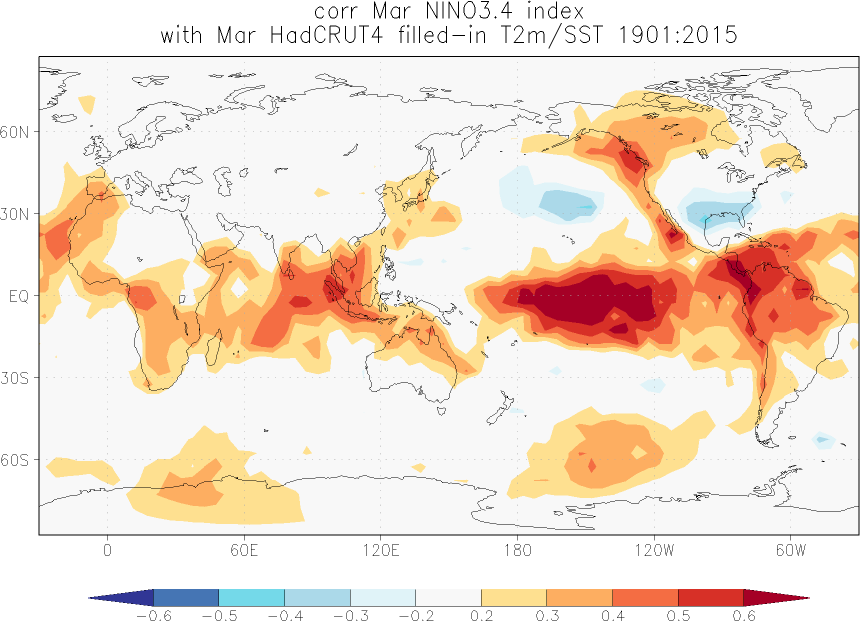 corr Mar NINO3.4 index
with Mar HadCRUT4 filled-in T2m/SST 1901:2015
60N
30N
EQ
30S
60S
0 60E 120E 180 120W 60W
-0.6 -0.5 -0.4 -0.3 -0.2 0.2 0.3 0.4 0.5 0.6